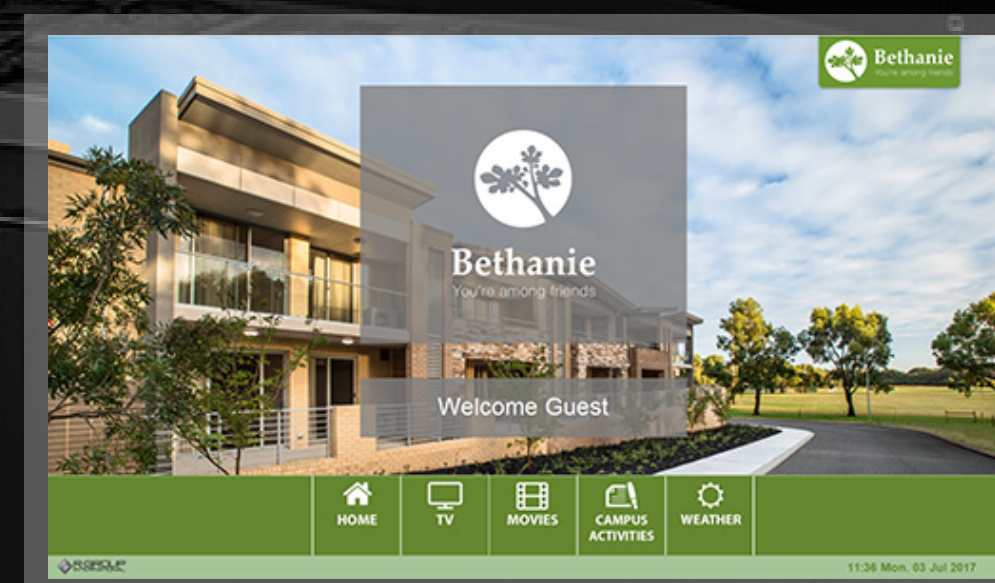 Bethanie
You're among friends
Bethanie
You're among friends
Welcome Guest
HOME
TV
MOVIES
CAMPUS
ACTIVITIES
WEATHER
11:36 Mon. 03 Jul 2017